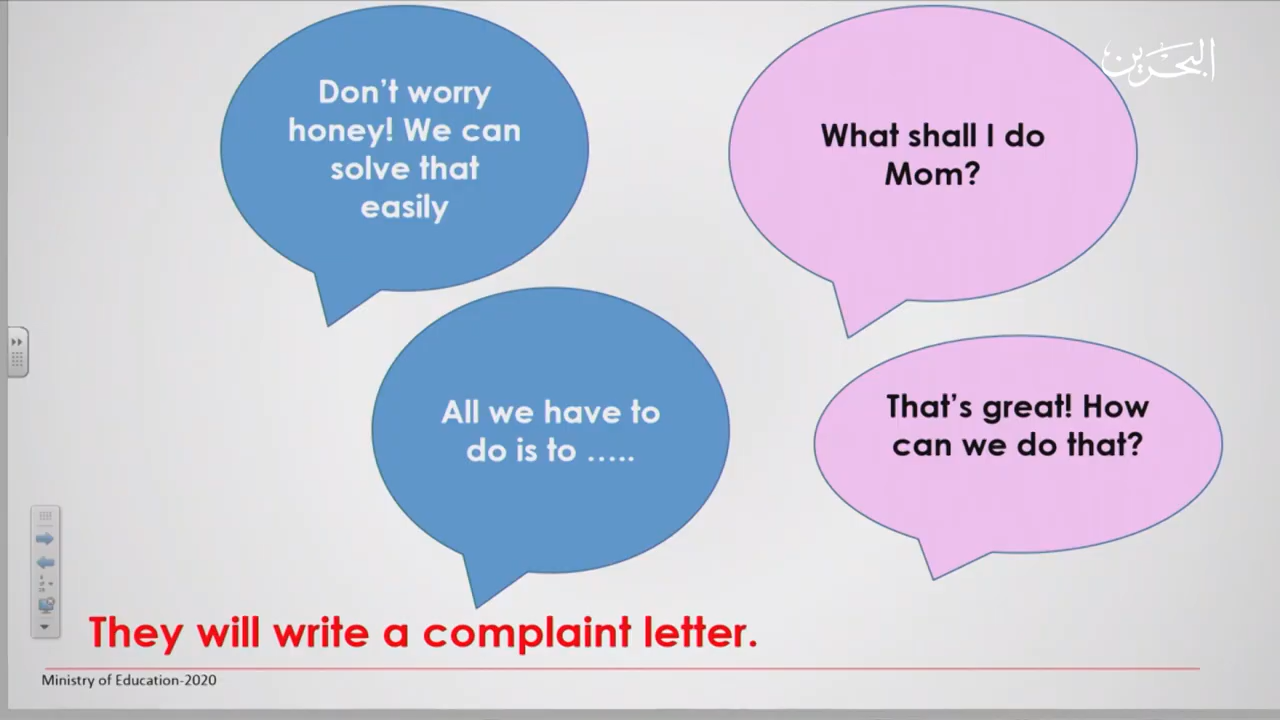 Don't worry
honey! We can
solve that
easily
What shall I do
Mom?
البحرين
All we have to
do is to …..
That's great! How
can we do that?
They will write a complaint letter.
Ministry of Education-2020